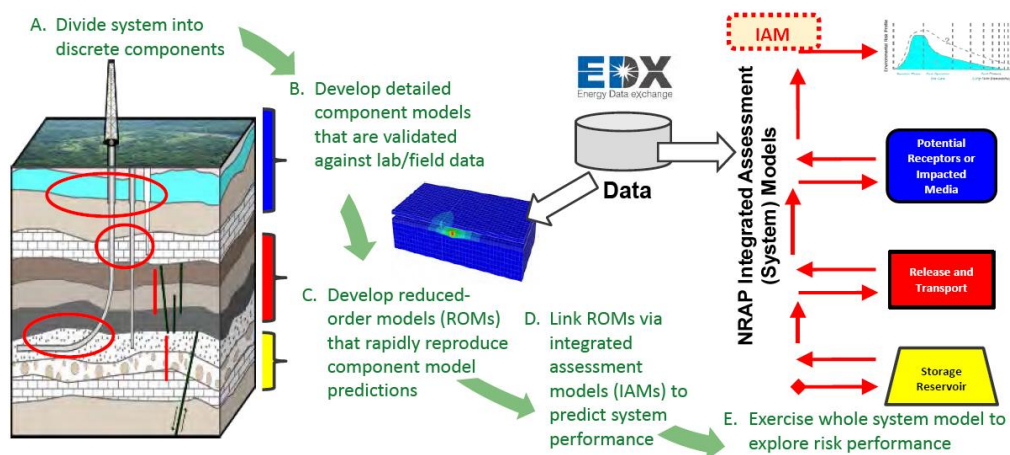 A. Divide system into
discrete components
B. Develop detailed
component models
that are validated
against lab/field data
C. Develop reduced-
order models (ROMs)
that rapidly reproduce
component model
predictions
D. Link ROMs via
integrated
assessment
models (IAMs) to
predict system
performance
E. Exercise whole system model to
explore risk performance
EDX
Energy Data eXchange
Data
NRAP Integrated Assessment
(System) Models
IAM
Potential
Receptors or
Impacted
Media
Release and
Transport
Storage
Reservoir